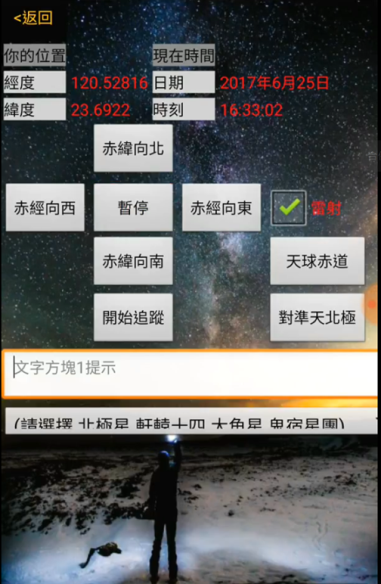 <返回
你的位置 現在時間
經度 120.52816 日期 2017年6月25日
緯度 23.6922 時刻 16:33:02
赤緯向北
赤經向西 暫停 赤經向東 雷射
赤緯向南 天球赤道
開始追蹤 對準天北極
文字方塊1提示
(請選擇 北極星 軒轅十四 大角星 鬼宿星團)